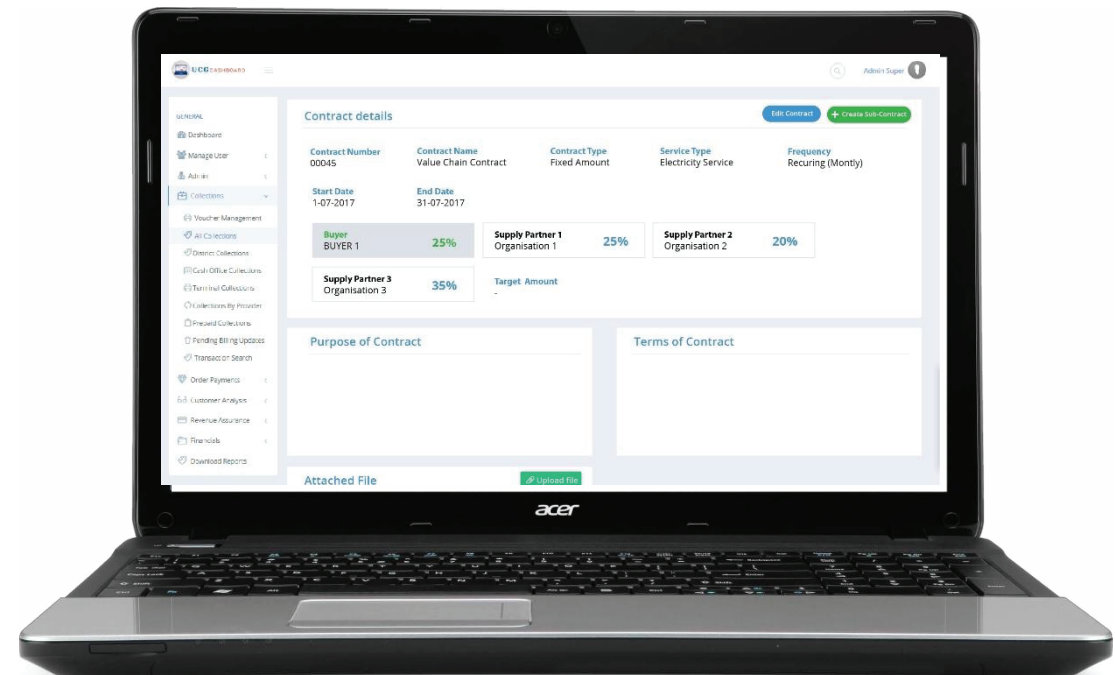 UCG DASHBOARD
Admin Super
GENERAL
Dashboard
Manage User
Admin
Collections
Voucher Management
All Collections
District Collections
Cash Office Collections
Terminal Collections
Collections By Provider
Prepaid Collections
Pending Billing Updates
Transaction Search
Order Payments
Customer Analysis
Revenue Assurance
Financials
Download Reports
Contract details
Edit Contract
+ Create Sub-Contract
Contract Number
00045
Contract Name
Value Chain Contract
Contract Type
Fixed Amount
Service Type
Electricity Service
Frequency
Recuring (Montly)
Start Date
1-07-2017
End Date
31-07-2017
Buyer
BUYER 1
25%
Supply Partner 1
Organisation 1
25%
Supply Partner 2
Organisation 2
20%
Supply Partner 3
Organisation 3
35%
Target Amount
-
Purpose of Contract
Terms of Contract
Attached File
Upload file
acer